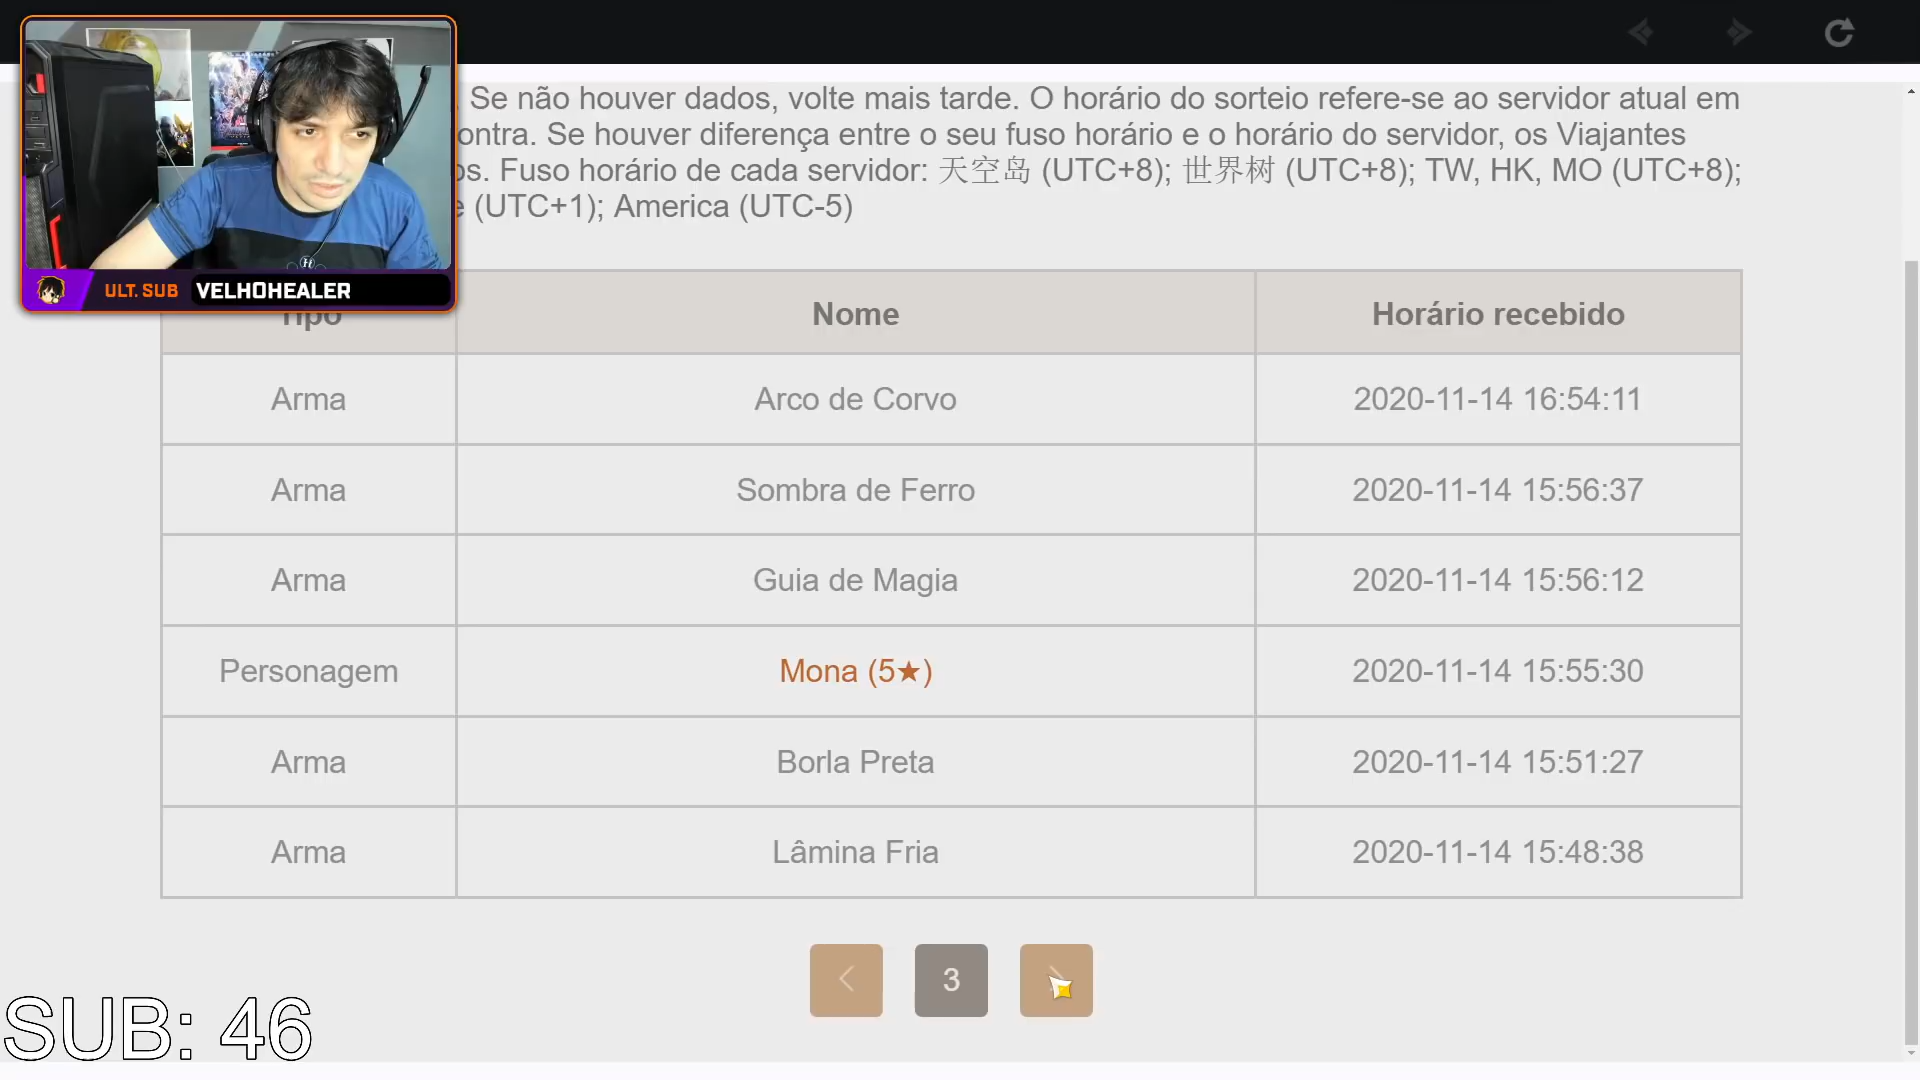 . Se não houver dados, volte mais tarde. O horário do sorteio refere-se ao servidor atual em
ontra. Se houver diferença entre o seu fuso horário e o horário do servidor, os Viajantes
os. Fuso horário de cada servidor: 天空岛 (UTC+8); 世界树 (UTC+8); TW, HK, MO (UTC+8);
e (UTC+1); America (UTC-5)
ULT. SUB VELHOHEALER
Tipo Nome Horário recebido
Arma Arco de Corvo 2020-11-14 16:54:11
Arma Sombra de Ferro 2020-11-14 15:56:37
Arma Guia de Magia 2020-11-14 15:56:12
Personagem Mona (5★) 2020-11-14 15:55:30
Arma Borla Preta 2020-11-14 15:51:27
Arma Lâmina Fria 2020-11-14 15:48:38
3
SUB: 46